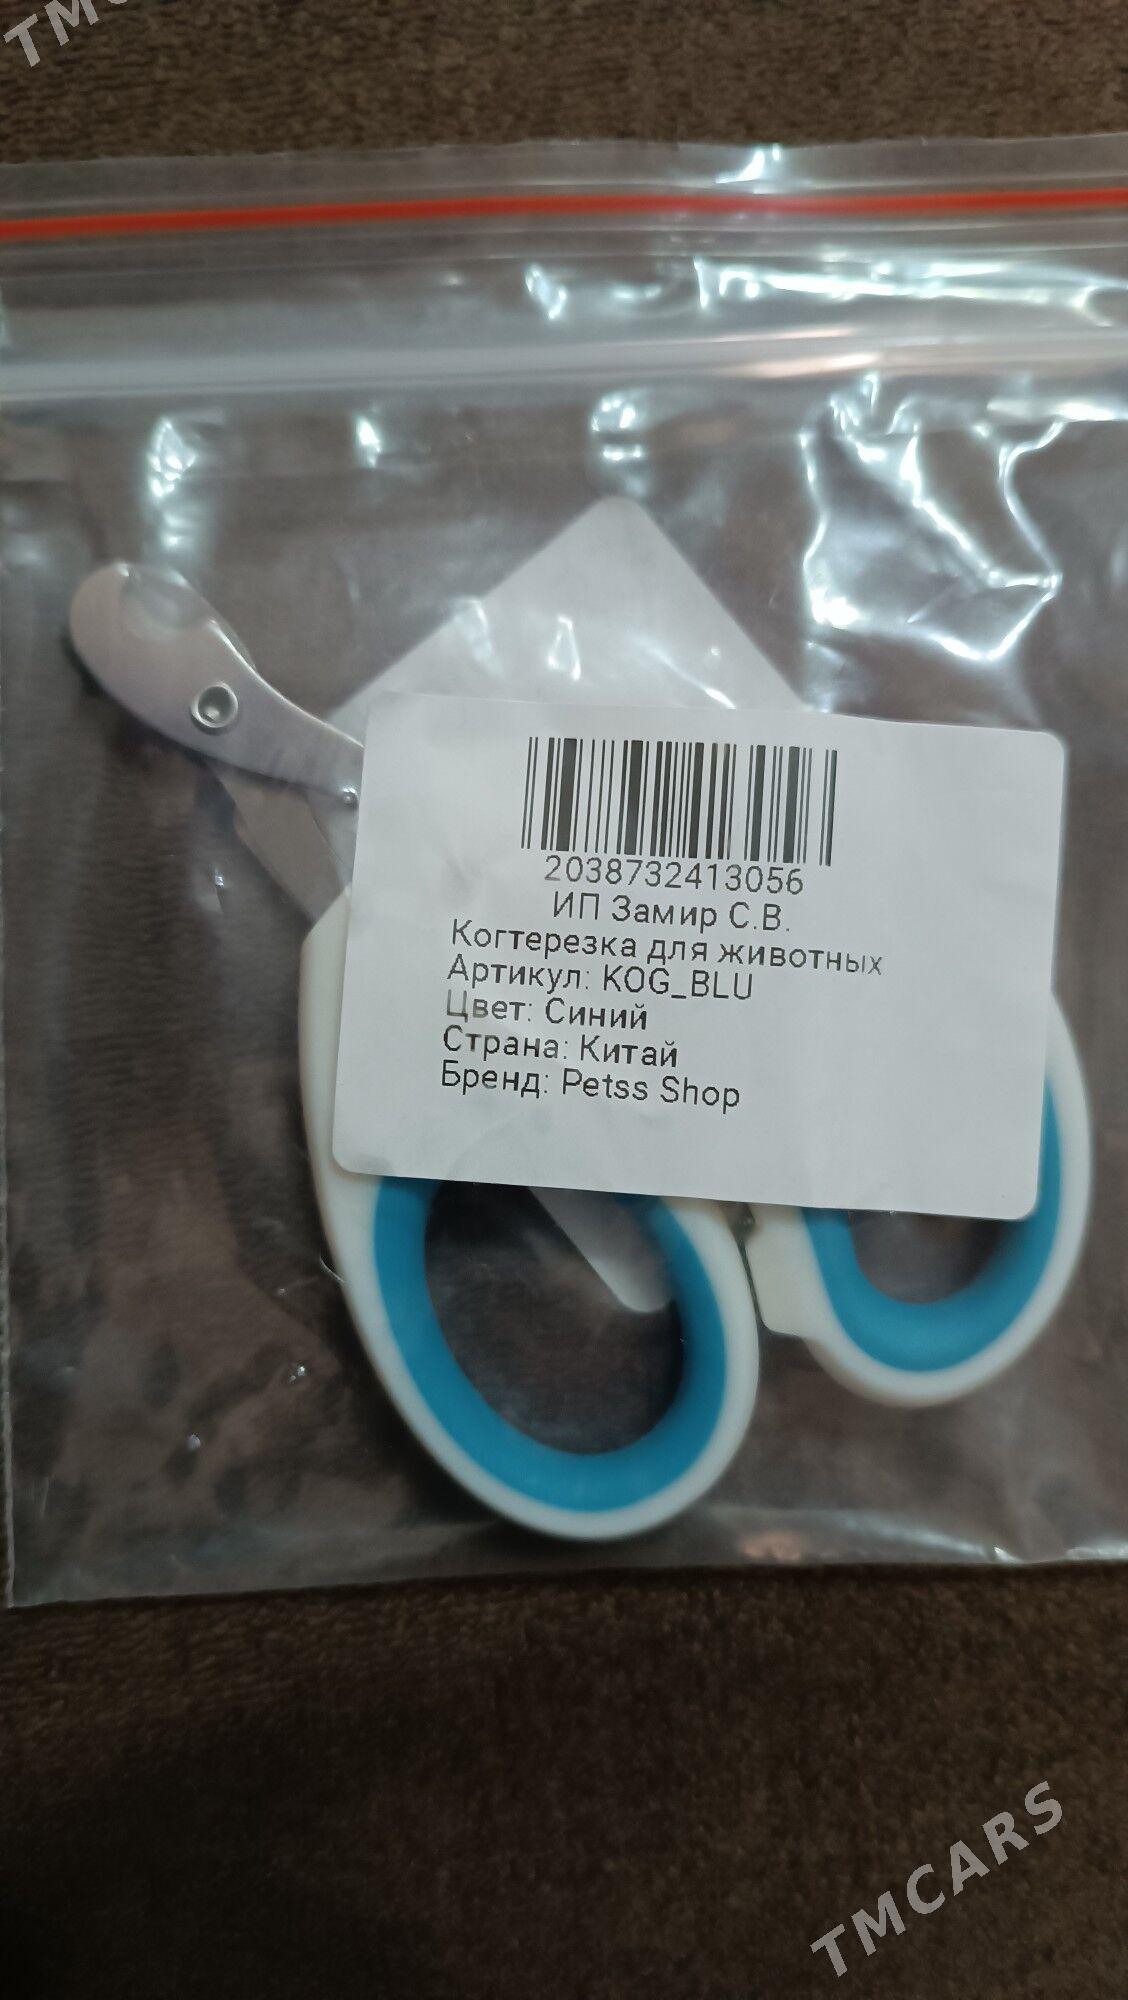 2038732413056
ИП Замир С.В.
Когтерезка для животных
Артикул: KOG_BLU
Цвет: Синий
Страна: Китай
Бренд: Petss Shop
TMCARS